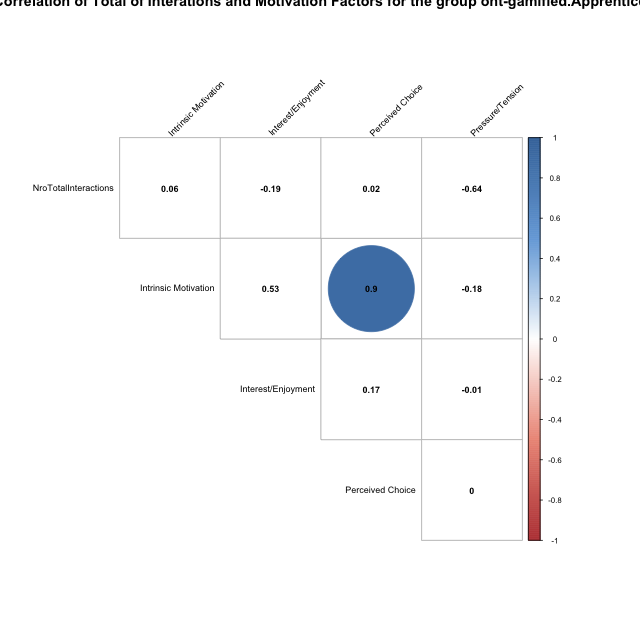 Correlation of Total of Interations and Motivation Factors for the group ont-gamified.Apprentice
Intrinsic Motivation
Interest/Enjoyment
Perceived Choice
Pressure/Tension
NroTotalInteractions 0.06 -0.19 0.02 -0.64
Intrinsic Motivation 0.53 0.9 -0.18
Interest/Enjoyment 0.17 -0.01
Perceived Choice 0
1
0.8
0.6
0.4
0.2
0
-0.2
-0.4
-0.6
-0.8
-1